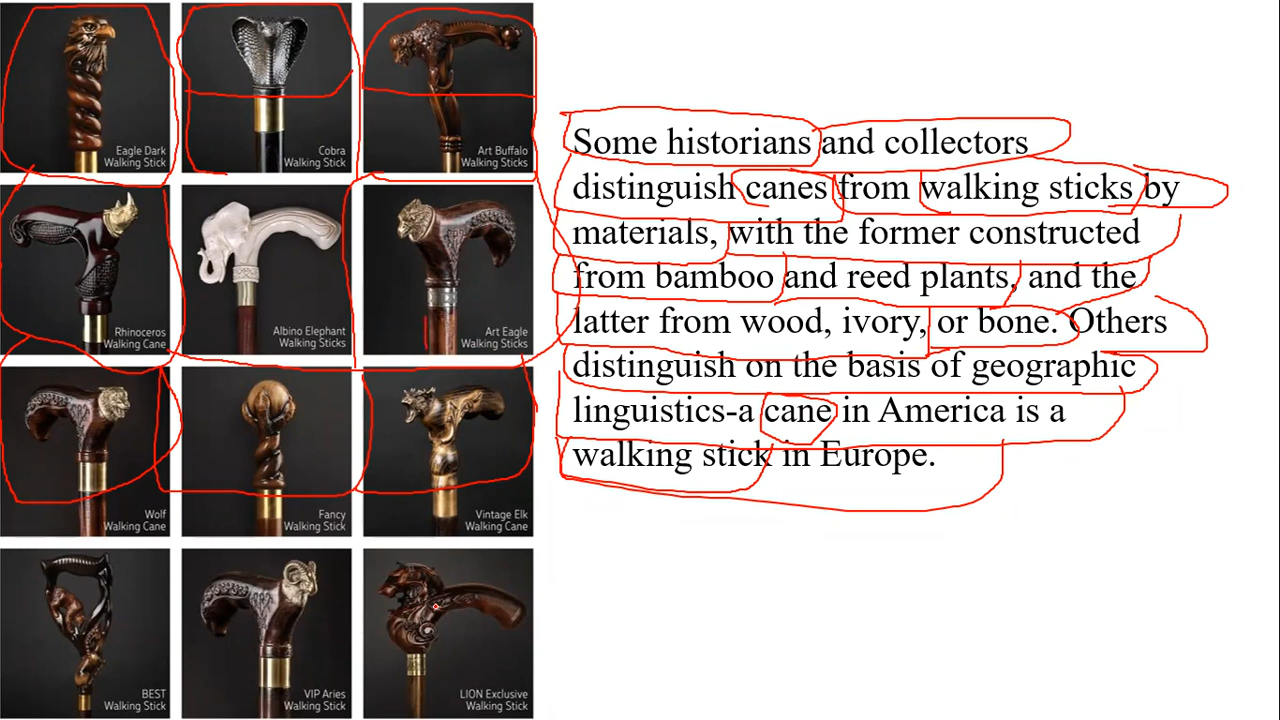 Eagle Dark
Walking Stick
Cobra
Walking Stick
Art Buffalo
Walking Sticks
Rhinoceros
Walking Cane
Albino Elephant
Walking Sticks
Art Eagle
Walking Sticks
Wolf
Walking Cane
Fancy
Walking Stick
Vintage Elk
Walking Cane
BEST
Walking Stick
VIP Aries
Walking Stick
LION Exclusive
Walking Stick
Some historians and collectors
distinguish canes from walking sticks by
materials, with the former constructed
from bamboo and reed plants, and the
latter from wood, ivory, or bone. Others
distinguish on the basis of geographic
linguistics-a cane in America is a
walking stick in Europe.